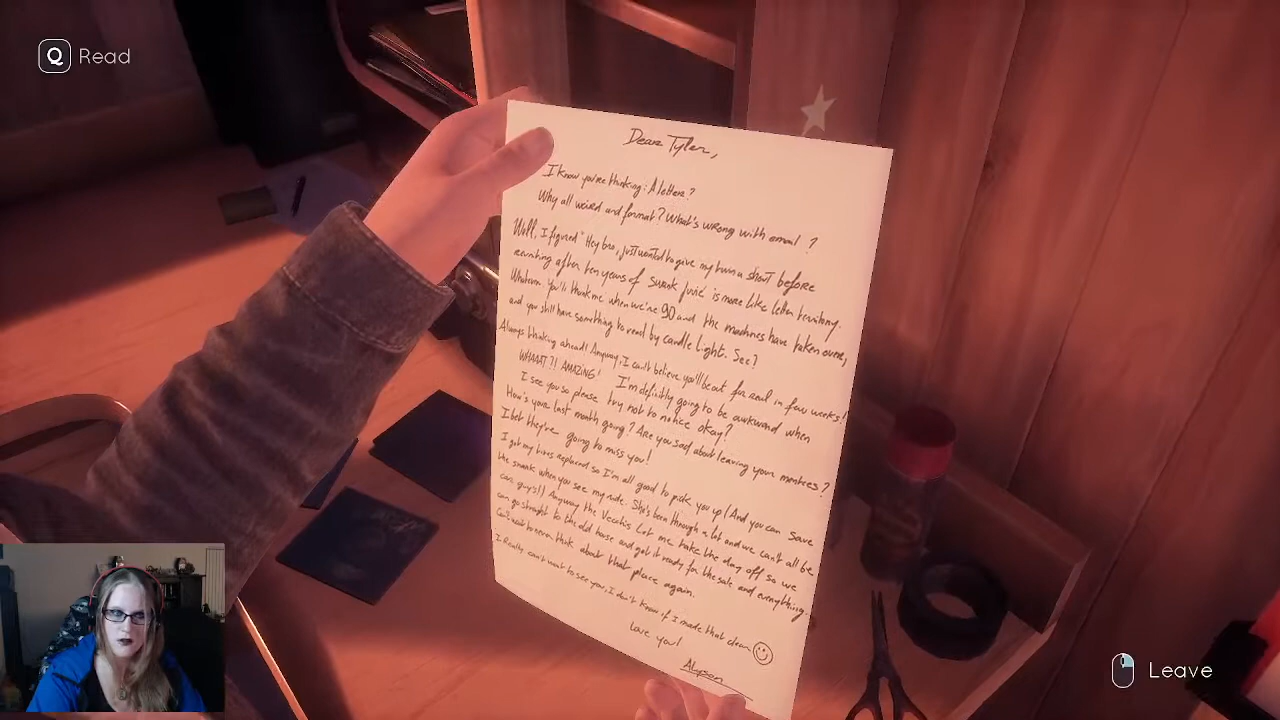 Q Read
Dear Tyler,
I know you're thinking: A letter?
Why all weird and format? What's wrong with email?
Well, I figured "Hey bro, just wanted to give my twin a shout before
reuniting after ten years of swank juvie" is more like letter territory.
Whatever. You'll thank me when we're 90 and the machines have taken over,
and you still have something to read by candle light. See?
Always thinking ahead! Anyway, I can't believe you'll be out for real in few weeks!
WHAAAT?! AMAZING! I'm definitly going to be awkward when
I see you so please try not to notice okay?
How's your last month going? Are you sad about leaving your mentees?
I bet they're going to miss you!
I got my tires replaced so I'm all good to pick you up! And you can save
the snark when you see my ride. She's been through a lot and we can't all be
care guys!! Anyway the Vecchis let me take the day off so we
can go straight to the old house and get it ready for the sale and everything.
Can't wait to never think about that place again.
I Really can't wait to see you, I don't know if I made that clear
love you!
Alyson
Leave